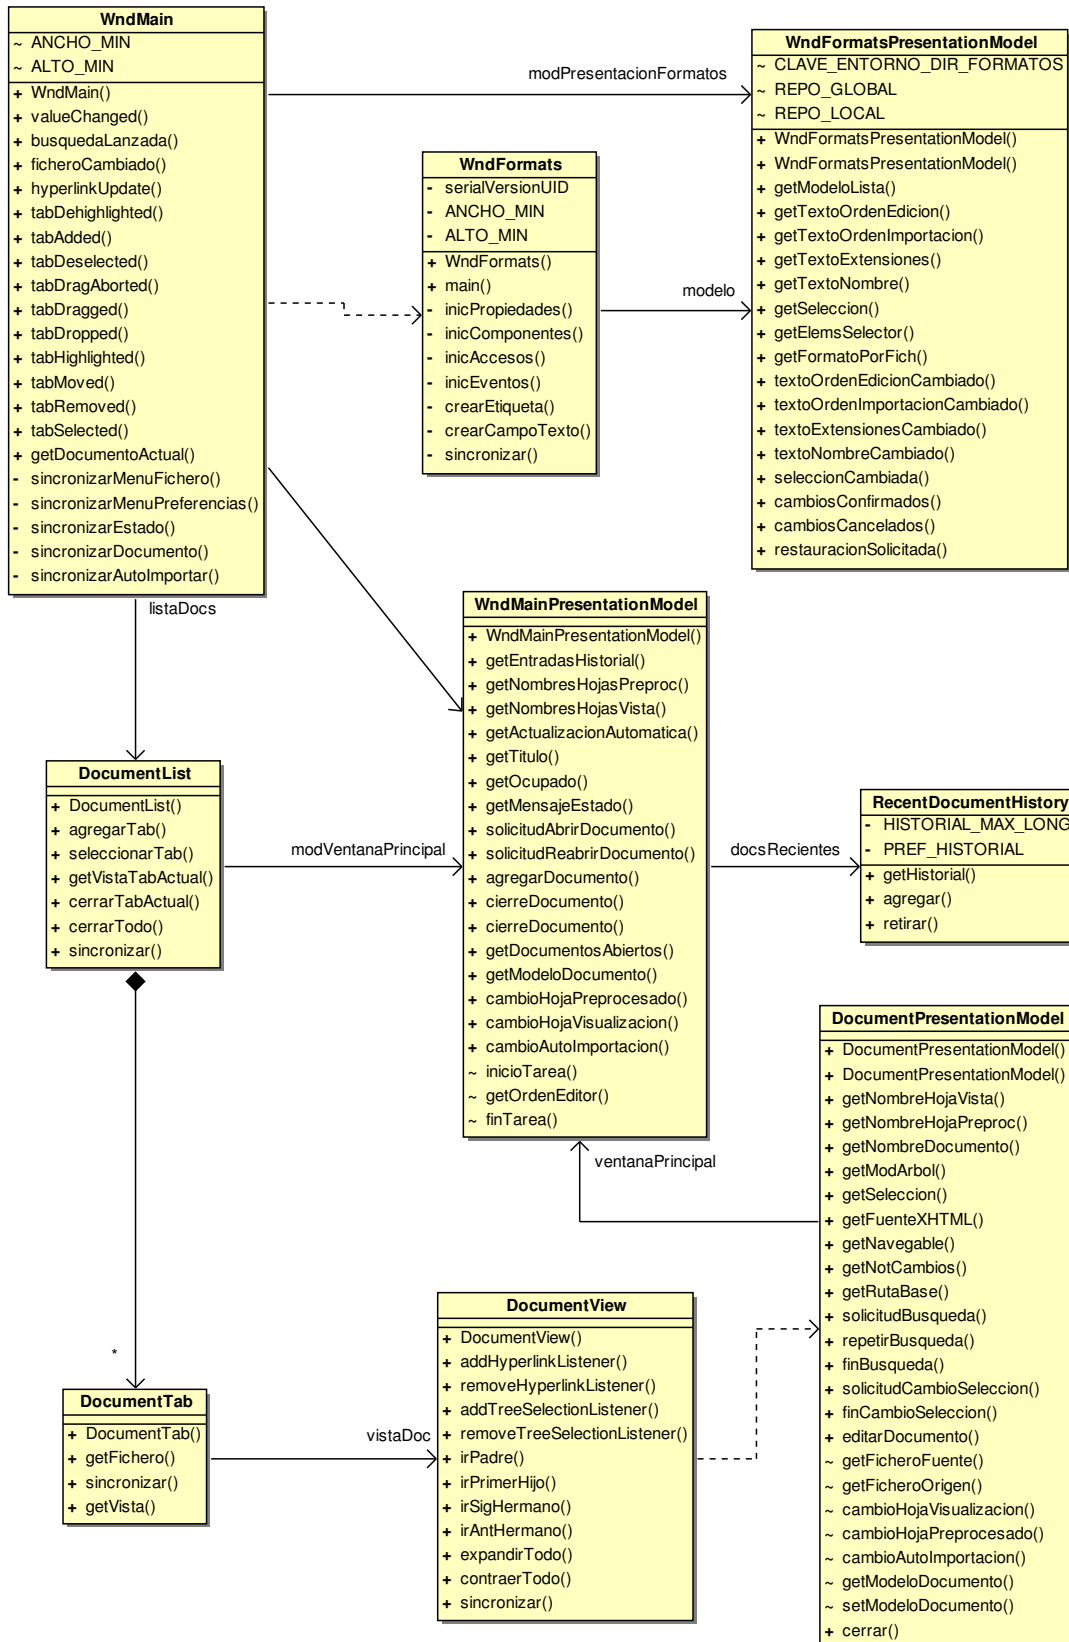 WndMain
~ ANCHO_MIN
~ ALTO_MIN
+ WndMain()
+ valueChanged()
+ busquedaLanzada()
+ ficheroCambiado()
+ hyperlinkUpdate()
+ tabDehighlighted()
+ tabAdded()
+ tabDeselected()
+ tabDragAborted()
+ tabDragged()
+ tabDropped()
+ tabHighlighted()
+ tabMoved()
+ tabRemoved()
+ tabSelected()
+ getDocumentoActual()
- sincronizarMenuFichero()
- sincronizarMenuPreferencias()
- sincronizarEstado()
- sincronizarDocumento()
- sincronizarAutoImportar()
modPresentacionFormatos
WndFormatsPresentationModel
~ CLAVE_ENTORNO_DIR_FORMATOS
~ REPO_GLOBAL
~ REPO_LOCAL
+ WndFormatsPresentationModel()
+ WndFormatsPresentationModel()
+ getModeloLista()
+ getTextoOrdenEdicion()
+ getTextoOrdenImportacion()
+ getTextoExtensiones()
+ getTextoNombre()
+ getSeleccion()
+ getElemsSelector()
+ getFormatoPorFich()
+ textoOrdenEdicionCambiado()
+ textoOrdenImportacionCambiado()
+ textoExtensionesCambiado()
+ textoNombreCambiado()
+ seleccionCambiada()
+ cambiosConfirmados()
+ cambiosCancelados()
+ restauracionSolicitada()
WndFormats
- serialVersionUID
- ANCHO_MIN
- ALTO_MIN
+ WndFormats()
+ main()
- inicPropiedades()
- inicComponentes()
- inicAccesos()
- inicEventos()
- crearEtiqueta()
- crearCampoTexto()
- sincronizar()
modelo
listaDocs
WndMainPresentationModel
+ WndMainPresentationModel()
+ getEntradasHistorial()
+ getNombresHojasPreproc()
+ getNombresHojasVista()
+ getActualizacionAutomatica()
+ getTitulo()
+ getOcupado()
+ getMensajeEstado()
+ solicitudAbrirDocumento()
+ solicitudReabrirDocumento()
+ agregarDocumento()
+ cierreDocumento()
+ cierreDocumento()
+ getDocumentosAbiertos()
+ getModeloDocumento()
+ cambioHojaPreprocesado()
+ cambioHojaVisualizacion()
+ cambioAutoImportacion()
~ inicioTarea()
~ getOrdenEditor()
~ finTarea()
DocumentList
+ DocumentList()
+ agregarTab()
+ seleccionarTab()
+ getVistaTabActual()
+ cerrarTabActual()
+ cerrarTodo()
+ sincronizar()
modVentanaPrincipal
docsRecientes
RecentDocumentHistory
- HISTORIAL_MAX_LONG
- PREF_HISTORIAL
+ getHistorial()
+ agregar()
+ retirar()
DocumentPresentationModel
+ DocumentPresentationModel()
+ DocumentPresentationModel()
+ getNombreHojaVista()
+ getNombreHojaPreproc()
+ getNombreDocumento()
+ getModArbol()
+ getSeleccion()
+ getFuenteXHTML()
+ getNavegable()
+ getNotCambios()
+ getRutaBase()
+ solicitudBusqueda()
+ repetirBusqueda()
+ finBusqueda()
+ solicitudCambioSeleccion()
+ finCambioSeleccion()
+ editarDocumento()
~ getFicheroFuente()
~ getFicheroOrigen()
~ cambioHojaVisualizacion()
~ cambioHojaPreprocesado()
~ cambioAutoImportacion()
~ getModeloDocumento()
~ setModeloDocumento()
+ cerrar()
ventanaPrincipal
*
DocumentTab
+ DocumentTab()
+ getFichero()
+ sincronizar()
+ getVista()
vistaDoc
DocumentView
+ DocumentView()
+ addHyperlinkListener()
+ removeHyperlinkListener()
+ addTreeSelectionListener()
+ removeTreeSelectionListener()
+ irPadre()
+ irPrimerHijo()
+ irSigHermano()
+ irAntHermano()
+ expandirTodo()
+ contraerTodo()
+ sincronizar()